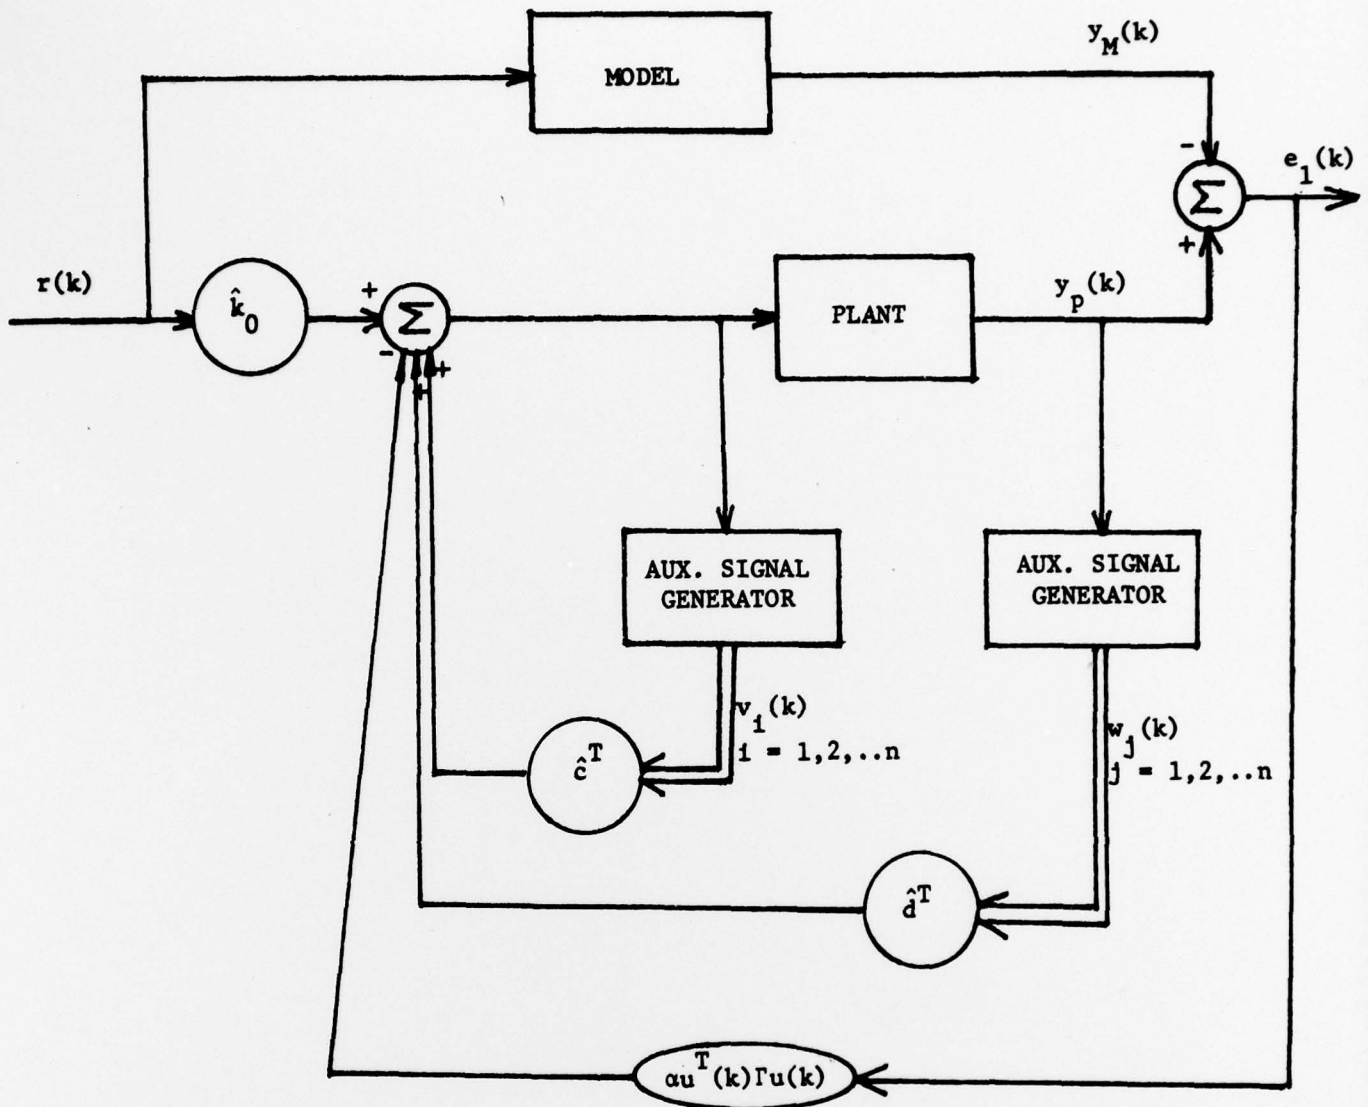 y_M(k)
MODEL
-
e_1(k)
Σ
+
r(k)
k̂_0
+
Σ
-
+
+
PLANT
y_p(k)
AUX. SIGNAL
GENERATOR
AUX. SIGNAL
GENERATOR
v_i(k)
i = 1,2,..n
w_j(k)
j = 1,2,..n
ĉ^T
d̂^T
αu^T(k)Γu(k)